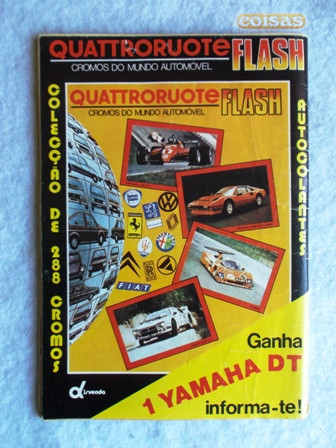 coisas
QUATTRORUOTE FLASH
CROMOS DO MUNDO AUTOMÓVEL
COLECÇÃO DE 288 CROMOS
AUTOCOLANTES
QUATTRORUOTE FLASH
CROMOS DO MUNDO AUTOMÓVEL
FIAT
Ganha
1 YAMAHA DT
informa-te!